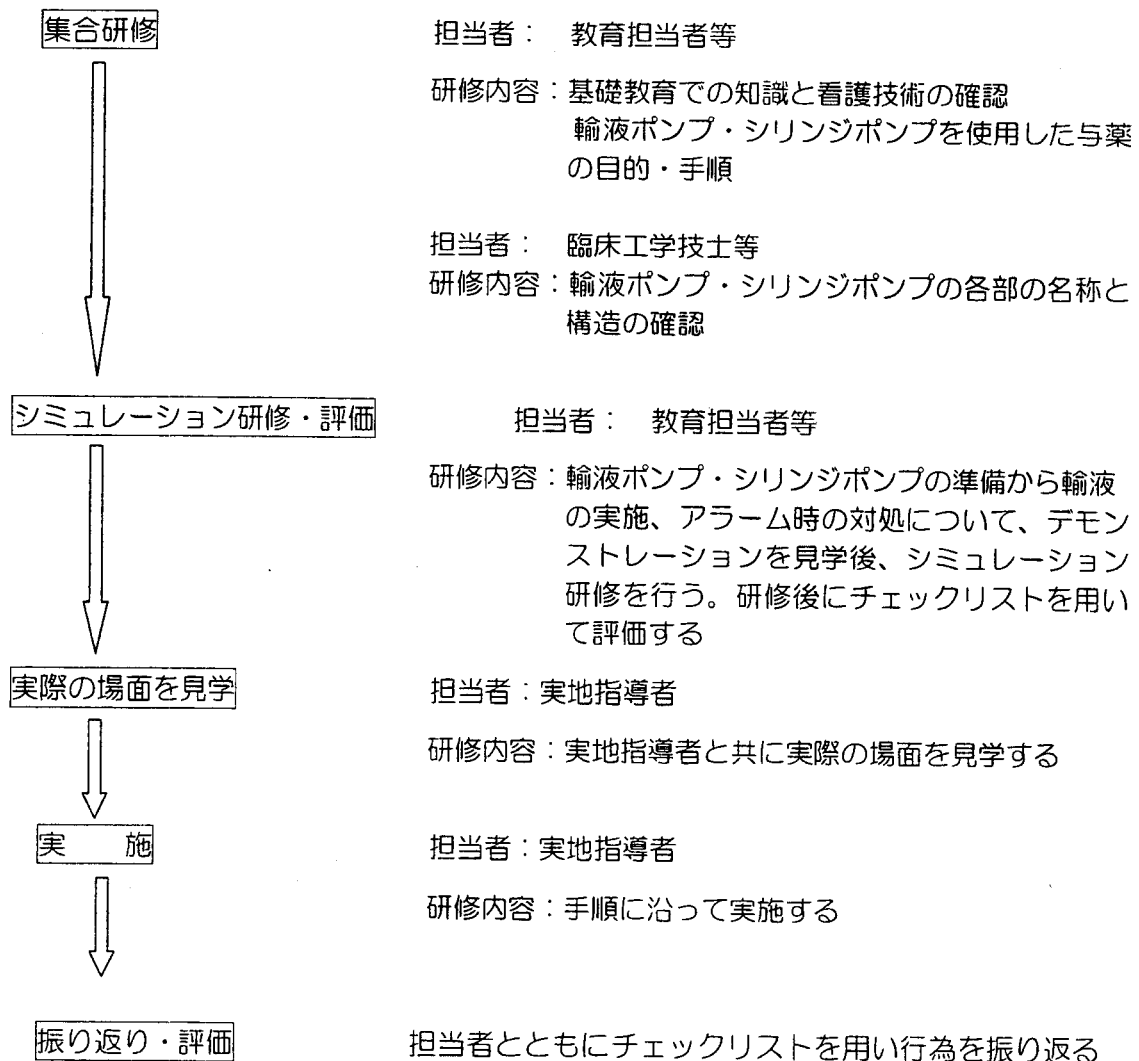 集合研修
担当者： 教育担当者等
研修内容：基礎教育での知識と看護技術の確認
輸液ポンプ・シリンジポンプを使用した与薬
の目的・手順
担当者： 臨床工学技士等
研修内容：輸液ポンプ・シリンジポンプの各部の名称と
構造の確認
シミュレーション研修・評価
担当者： 教育担当者等
研修内容：輸液ポンプ・シリンジポンプの準備から輸液
の実施、アラーム時の対処について、デモン
ストレーションを見学後、シミュレーション
研修を行う。研修後にチェックリストを用い
て評価する
実際の場面を見学
担当者：実地指導者
研修内容：実地指導者と共に実際の場面を見学する
実 施
担当者：実地指導者
研修内容：手順に沿って実施する
振り返り・評価
担当者とともにチェックリストを用い行為を振り返る